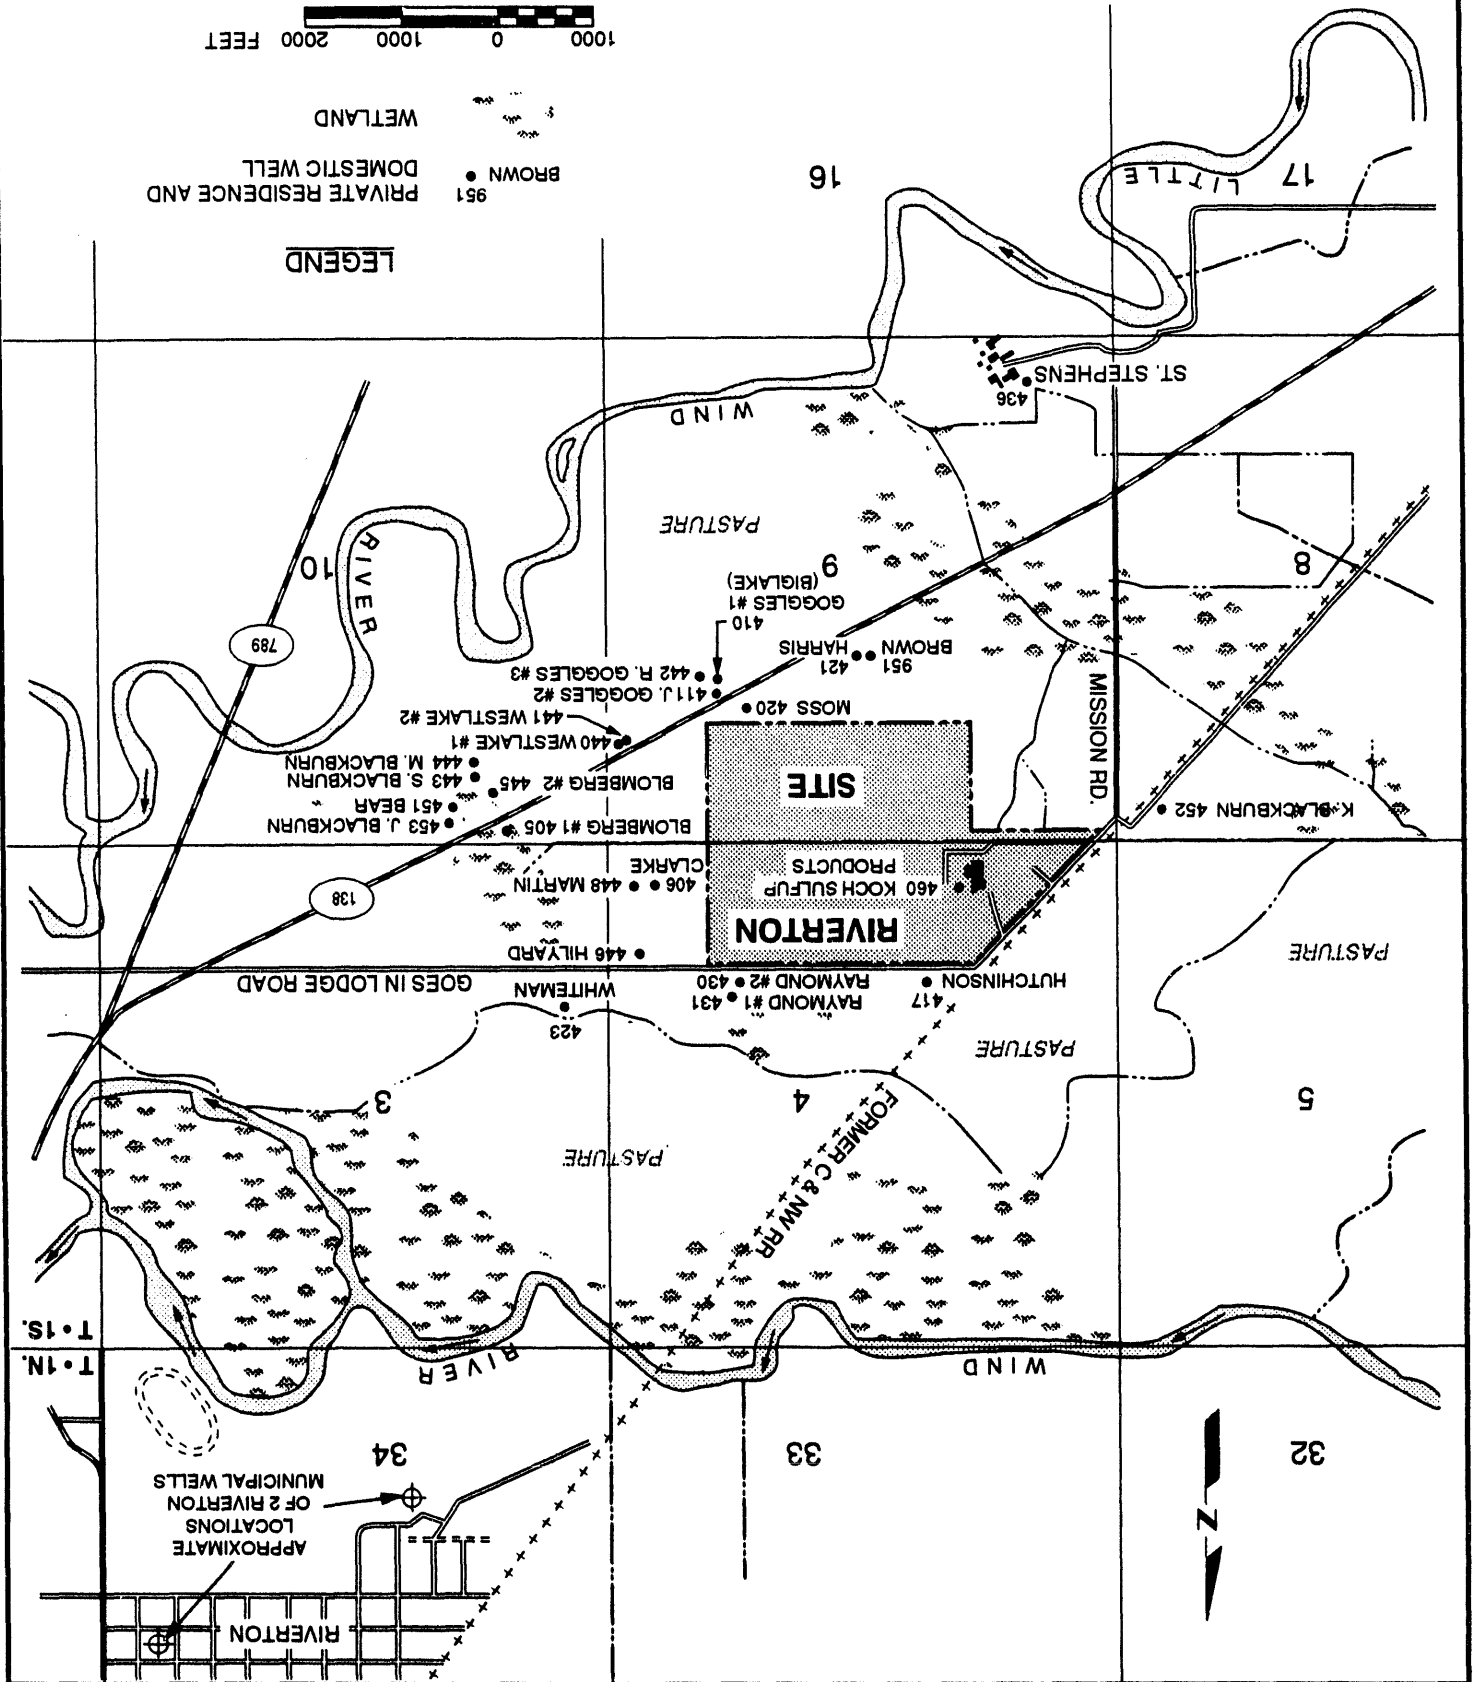 RIVERTON
APPROXIMATE
LOCATIONS
OF 2 RIVERTON
MUNICIPAL WELLS
N
32
33
34
T•1N.
T•1S.
WIND
RIVER
5
4
3
FORMER C & NW RR
PASTURE
PASTURE
PASTURE
423
WHITEMAN
417
HUTCHINSON
RAYMOND #1 431
RAYMOND #2 430
GOES IN LODGE ROAD
446 HILYARD
RIVERTON
460 KOCH SULFUP
PRODUCTS
406
CLARKE
448 MARTIN
138
K. BLACKBURN 452
MISSION RD.
SITE
BLOMBERG #1 405
453 J. BLACKBURN
451 BEAR
BLOMBERG #2 445
443 S. BLACKBURN
444 M. BLACKBURN
440 WESTLAKE #1
441 WESTLAKE #2
MOSS 420
411 J. GOGGLES #2
442 R. GOGGLES #3
951
BROWN
421
HARRIS
410
GOGGLES #1
(BIGLAKE)
789
8
9
10
RIVER
PASTURE
WIND
436
ST. STEPHENS
LITTLE
17
16
LEGEND
951
BROWN
PRIVATE RESIDENCE AND
DOMESTIC WELL
WETLAND
1000 0 1000 2000 FEET